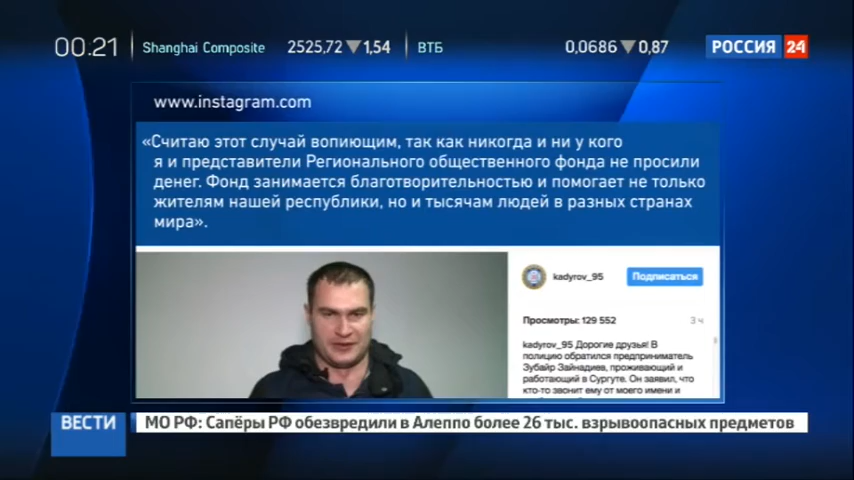 00.21 Shanghai Composite 2525,72 ▼ 1,54 ВТБ 0,0686 ▼ 0,87 РОССИЯ 24
www.instagram.com
«Считаю этот случай вопиющим, так как никогда и ни у кого
я и представители Регионального общественного фонда не просили
денег. Фонд занимается благотворительностью и помогает не только
жителям нашей республики, но и тысячам людей в разных странах
мира».
kadyrov_95 Подписаться
Просмотры: 129 552 3 ч
kadyrov_95 Дорогие друзья! В
полицию обратился предприниматель
Зубайр Зайнадиев, проживающий и
работающий в Сургуте. Он заявил, что
кто-то звонит ему от моего имени и
ВЕСТИ МО РФ: Сапёры РФ обезвредили в Алеппо более 26 тыс. взрывоопасных предметов